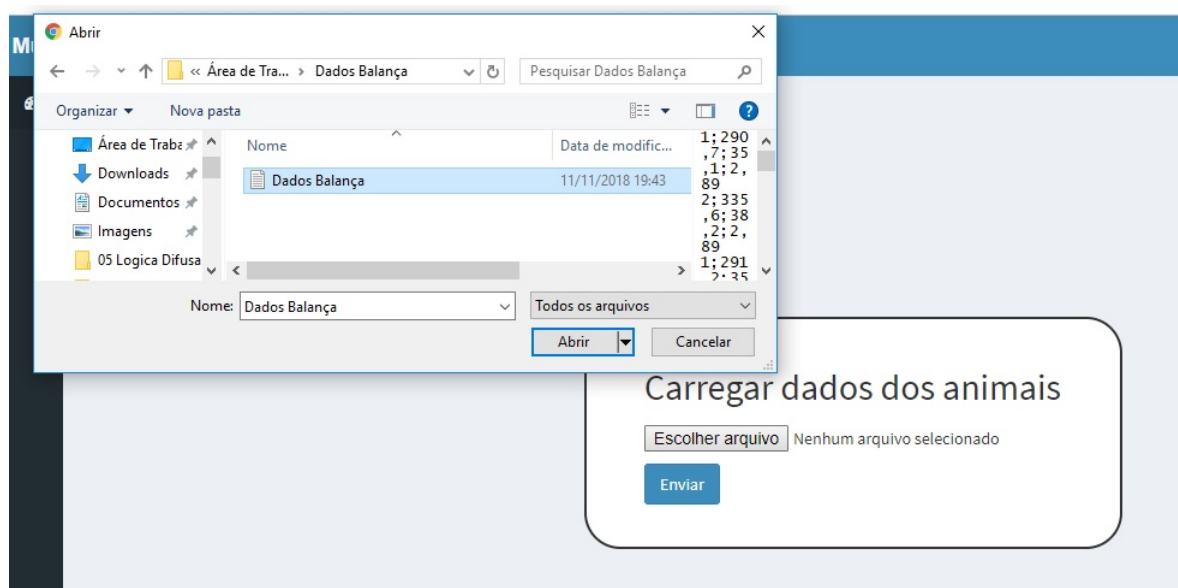 Abrir
« Área de Tra... › Dados Balança
Pesquisar Dados Balança
Organizar
Nova pasta
Área de Traba
Downloads
Documentos
Imagens
05 Logica Difusa
Nome
Data de modific...
Dados Balança
11/11/2018 19:43
1;290
,7;35
,1;2,
89
2;335
,6;38
,2;2,
89
1;291
Nome:
Dados Balança
Todos os arquivos
Abrir
Cancelar
Carregar dados dos animais
Escolher arquivo
Nenhum arquivo selecionado
Enviar